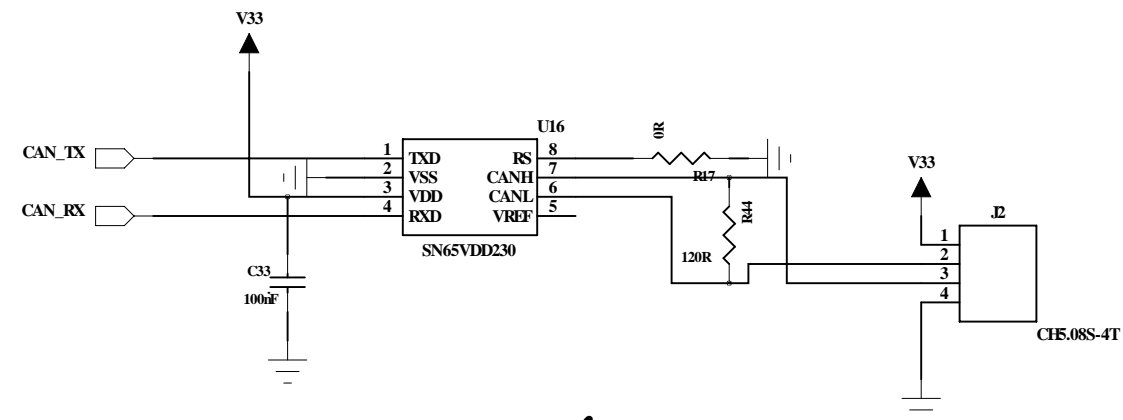 V33
U16
0R
CAN_TX
1 TXD RS 8
2 VSS CANH 7
R17
3 VDD CANL 6
4 RXD VREF 5
CAN_RX
SN65VDD230
R44
120R
C33
100nF
V33
J2
1
2
3
4
CH5.08S-4T